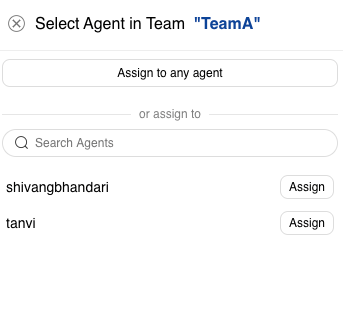 Select Agent in Team "TeamA"
Assign to any agent
or assign to
Search Agents
shivangbhandari Assign
tanvi Assign